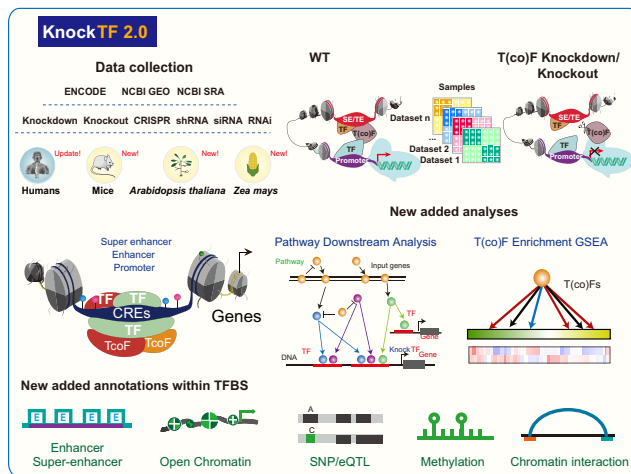 KnockTF 2.0
Data collection
ENCODE NCBI GEO NCBI SRA
Knockdown Knockout CRISPR shRNA siRNA RNAi
Update!
New!
New!
New!
Humans
Mice
Arabidopsis thaliana
Zea mays
WT
T(co)F Knockdown/
Knockout
Samples
Dataset n
...
Dataset 2
Dataset 1
SE/TE
TF
T(co)F
TF
Promoter
SE/TE
TF
T(co)F
TF
Promoter
New added analyses
Super enhancer
Enhancer
Promoter
TF
TF
CREs
TF
TcoF
TcoF
Genes
Pathway Downstream Analysis
Pathway
Input genes
TF
Gene
TF
Knock TF
Gene
DNA
T(co)F Enrichment GSEA
T(co)Fs
New added annotations within TFBS
E E E E
Enhancer
Super-enhancer
Open Chromatin
A
C
SNP/eQTL
Methylation
Chromatin interaction